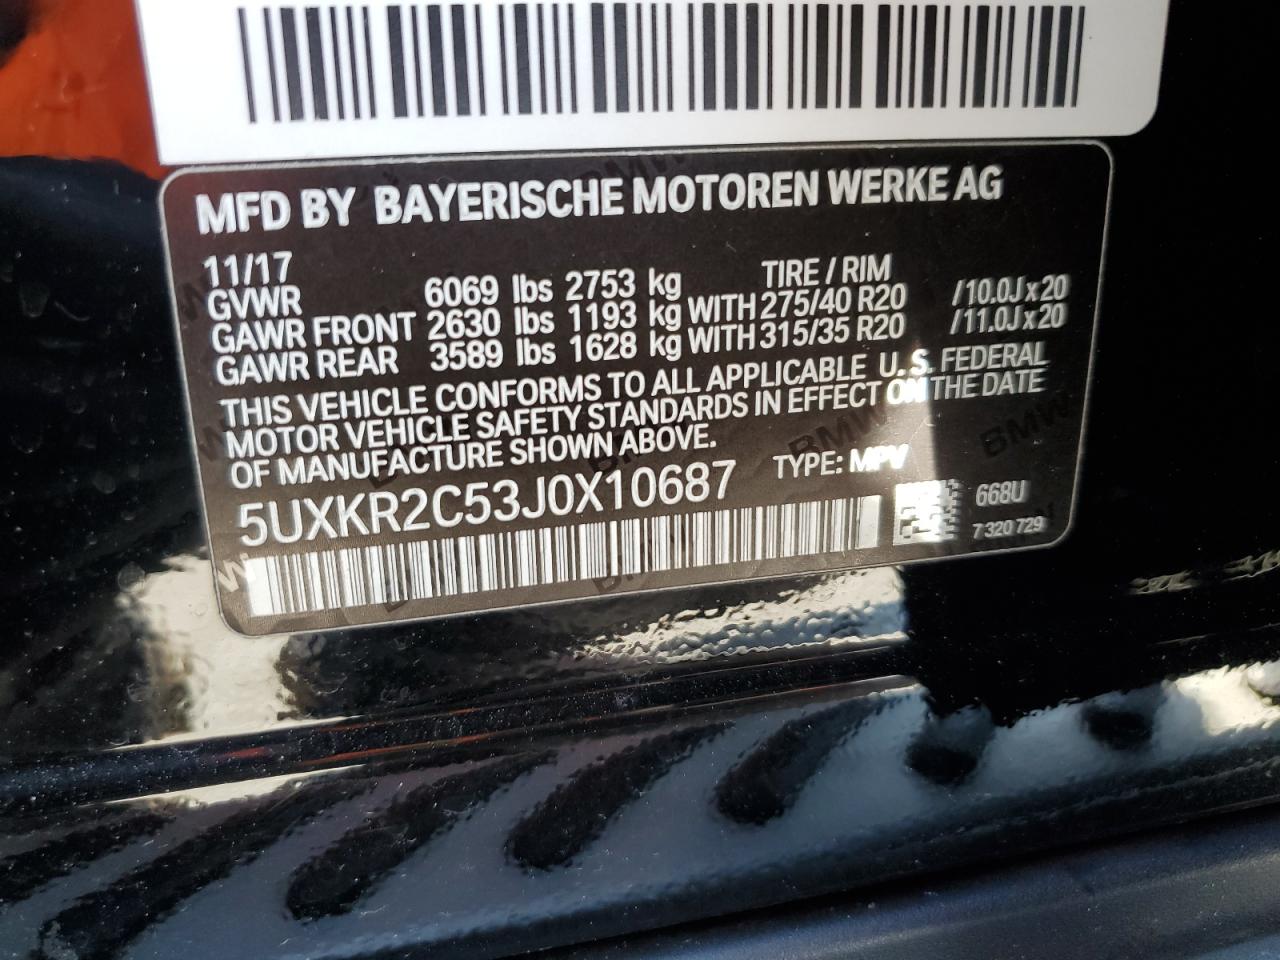 MFD BY BAYERISCHE MOTOREN WERKE AG
11/17
GVWR 6069 lbs 2753 kg TIRE / RIM
GAWR FRONT 2630 lbs 1193 kg WITH 275/40 R20 /10.0J x 20
GAWR REAR 3589 lbs 1628 kg WITH 315/35 R20 /11.0J x 20
THIS VEHICLE CONFORMS TO ALL APPLICABLE U.S. FEDERAL
MOTOR VEHICLE SAFETY STANDARDS IN EFFECT ON THE DATE
OF MANUFACTURE SHOWN ABOVE.
5UXKR2C53J0X10687 TYPE: MPV
668U
7 320 729